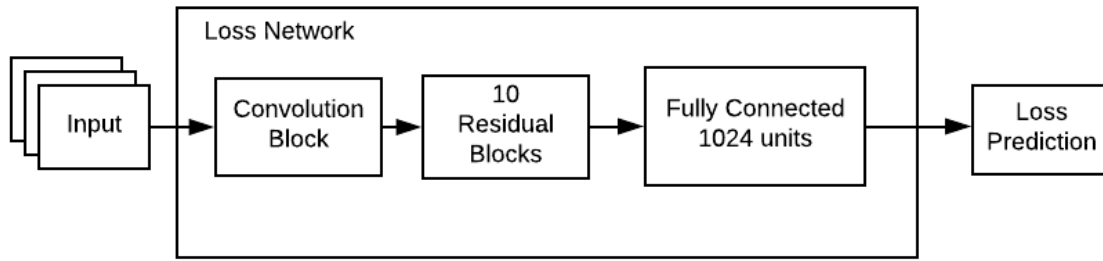 Loss Network
Input
Convolution
Block
10
Residual
Blocks
Fully Connected
1024 units
Loss
Prediction